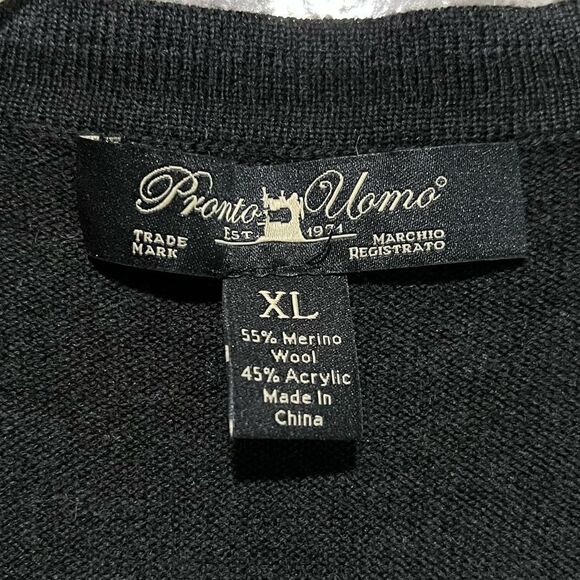 Pronto Uomo®
TRADE MARK
EST 1971
MARCHIO REGISTRATO
XL
55% Merino
Wool
45% Acrylic
Made In
China